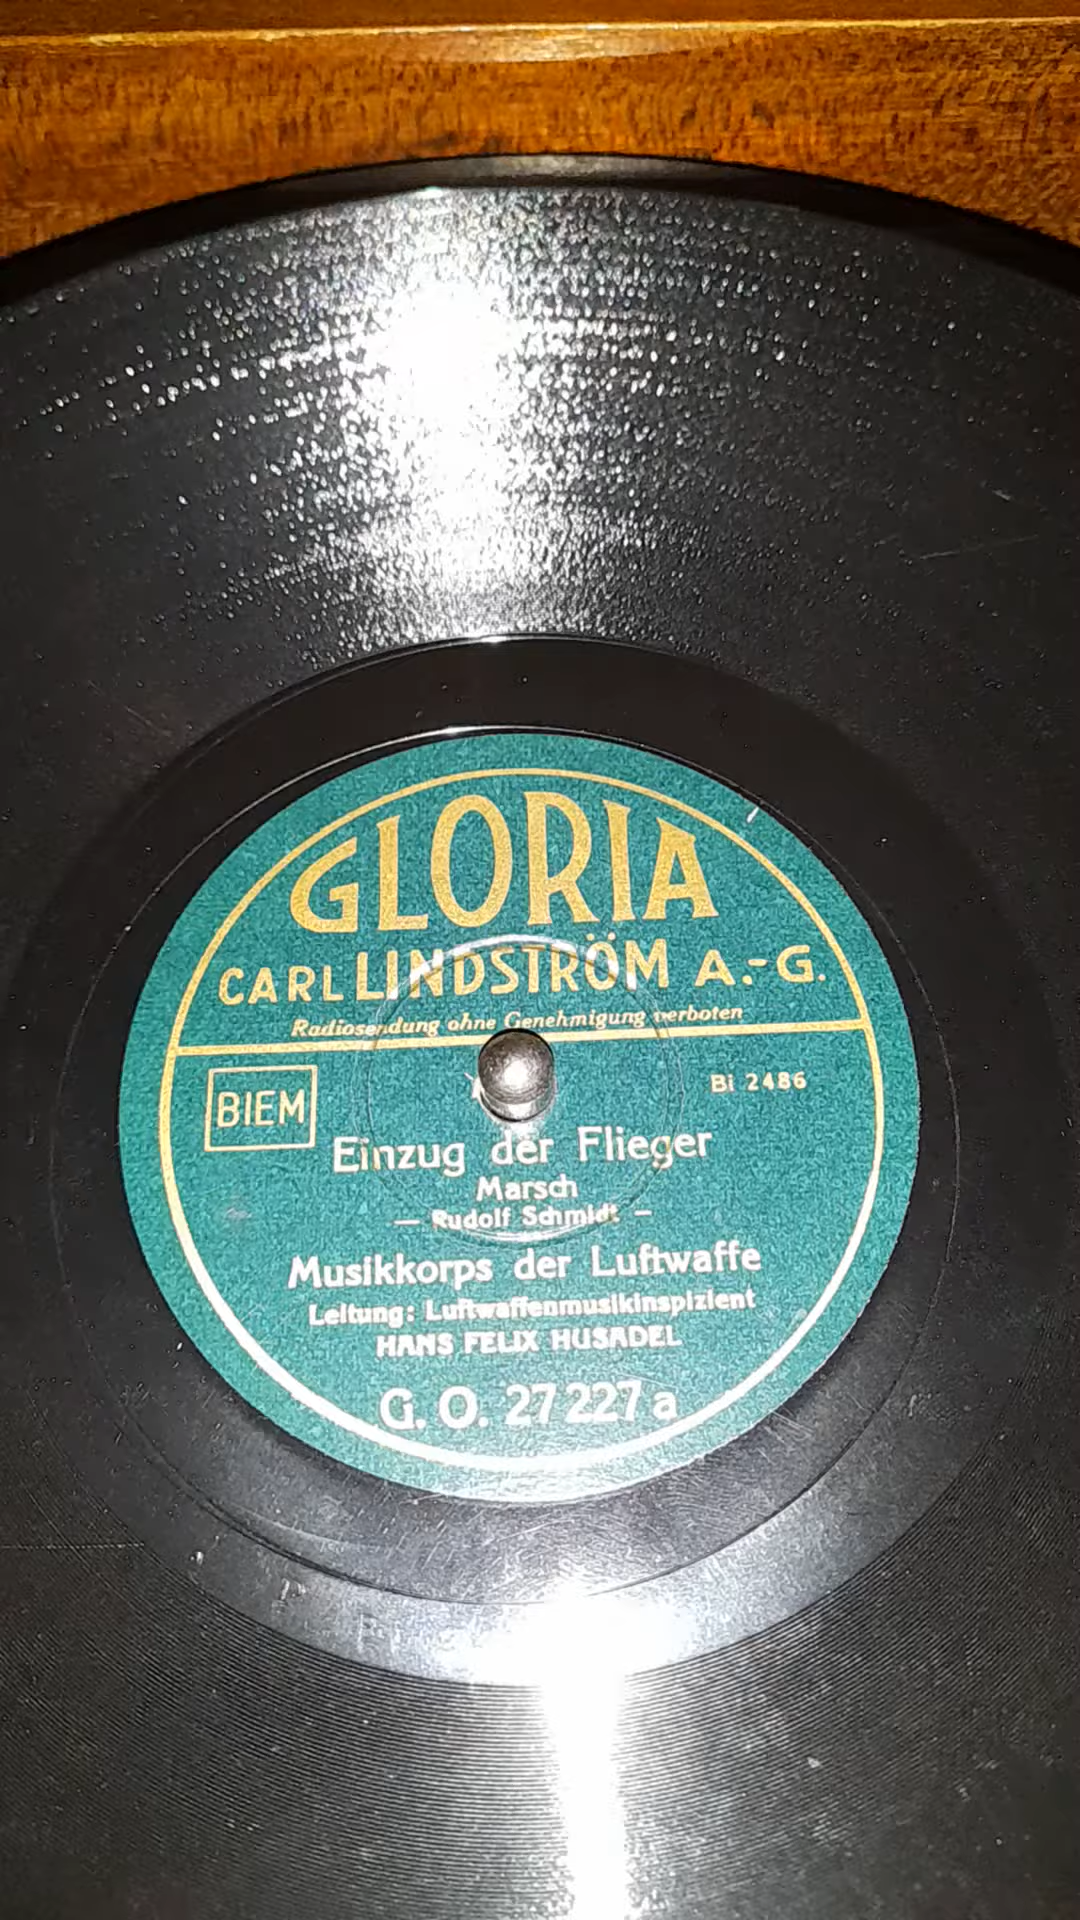 GLORIA
CARL LINDSTRÖM A.-G.
Radiosendung ohne Genehmigung verboten
BIEM
Bi 2486
Einzug der Flieger
Marsch
— Rudolf Schmidt —
Musikkorps der Luftwaffe
Leitung: Luftwaffenmusikinspizient
HANS FELIX HUSADEL
G. O. 27 227 a